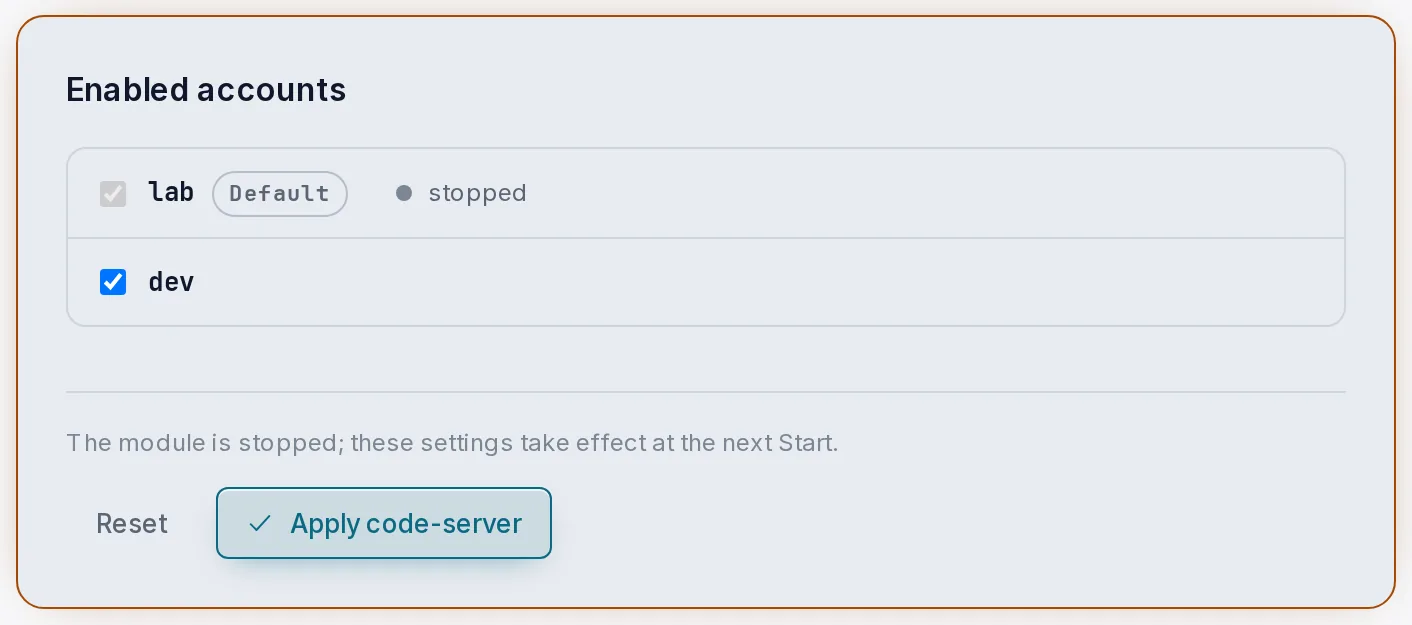 Enabled accounts
lab Default stopped
dev
The module is stopped; these settings take effect at the next Start.
Reset Apply code-server